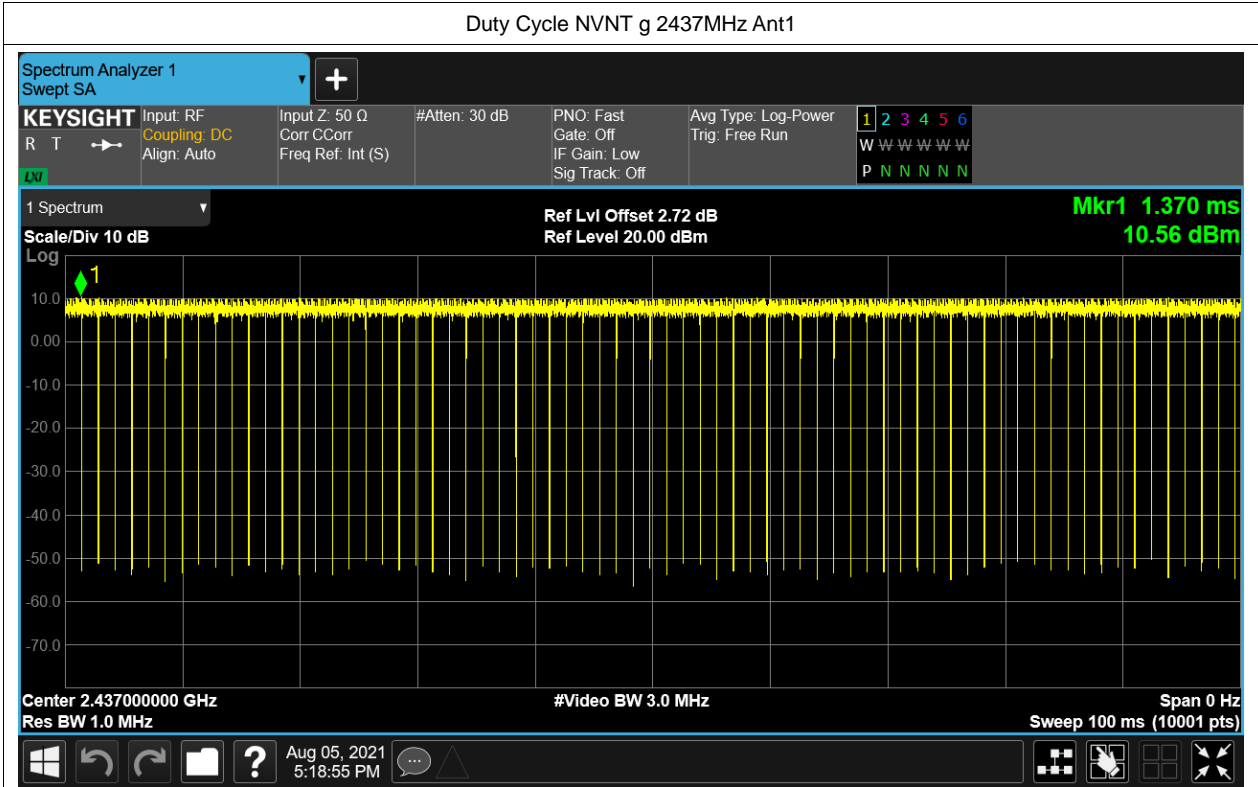 Duty Cycle NVNT g 2437MHz Ant1
Spectrum Analyzer 1
Swept SA
KEYSIGHT
R T
LXI
Input: RF
Coupling: DC
Align: Auto
Input Z: 50 Ω
Corr CCorr
Freq Ref: Int (S)
#Atten: 30 dB
PNO: Fast
Gate: Off
IF Gain: Low
Sig Track: Off
Avg Type: Log-Power
Trig: Free Run
1 2 3 4 5 6
W W W W W W
P N N N N N
1 Spectrum
Scale/Div 10 dB
Log
Ref Lvl Offset 2.72 dB
Ref Level 20.00 dBm
Mkr1 1.370 ms
10.56 dBm
1
10.0
0.00
-10.0
-20.0
-30.0
-40.0
-50.0
-60.0
-70.0
Center 2.437000000 GHz
Res BW 1.0 MHz
#Video BW 3.0 MHz
Span 0 Hz
Sweep 100 ms (10001 pts)
?
Aug 05, 2021
5:18:55 PM